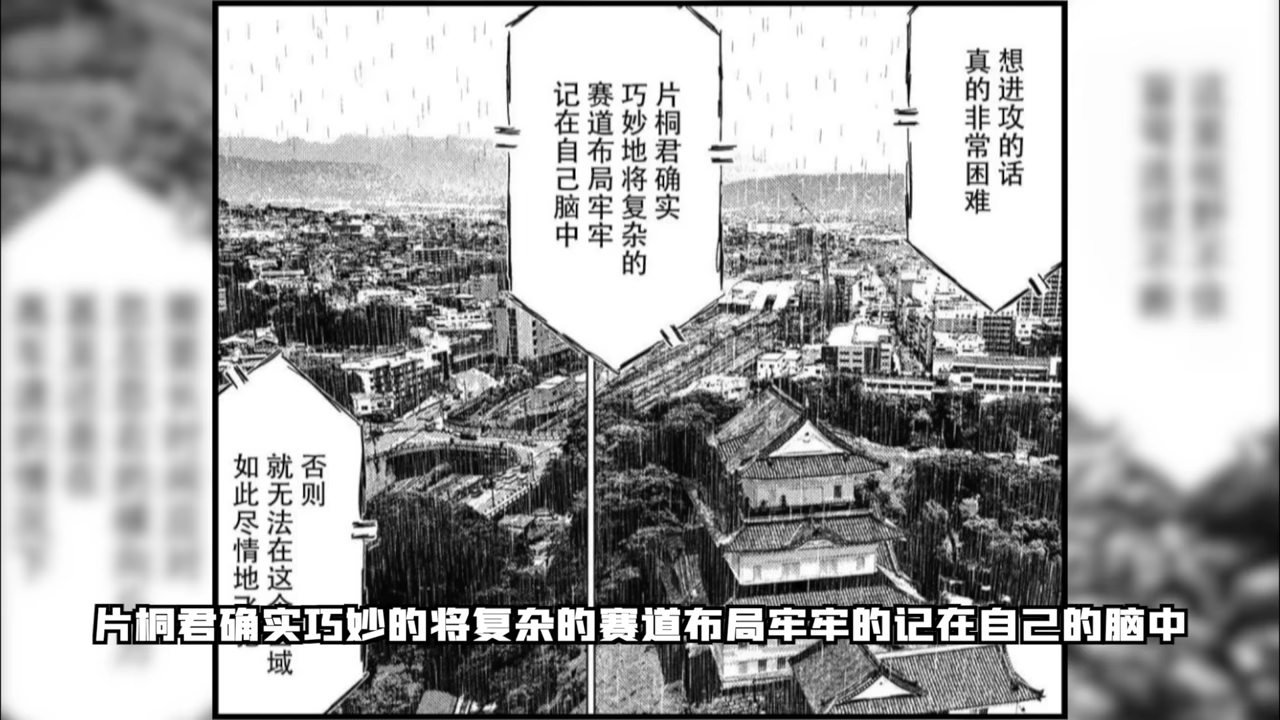 想进攻的话
真的非常困难
片桐君确实
巧妙地将复杂的
赛道布局牢牢
记在自己脑中
否则
就无法在这个域
如此尽情地
片桐君确实巧妙的将复杂的赛道布局牢牢的记在自己的脑中